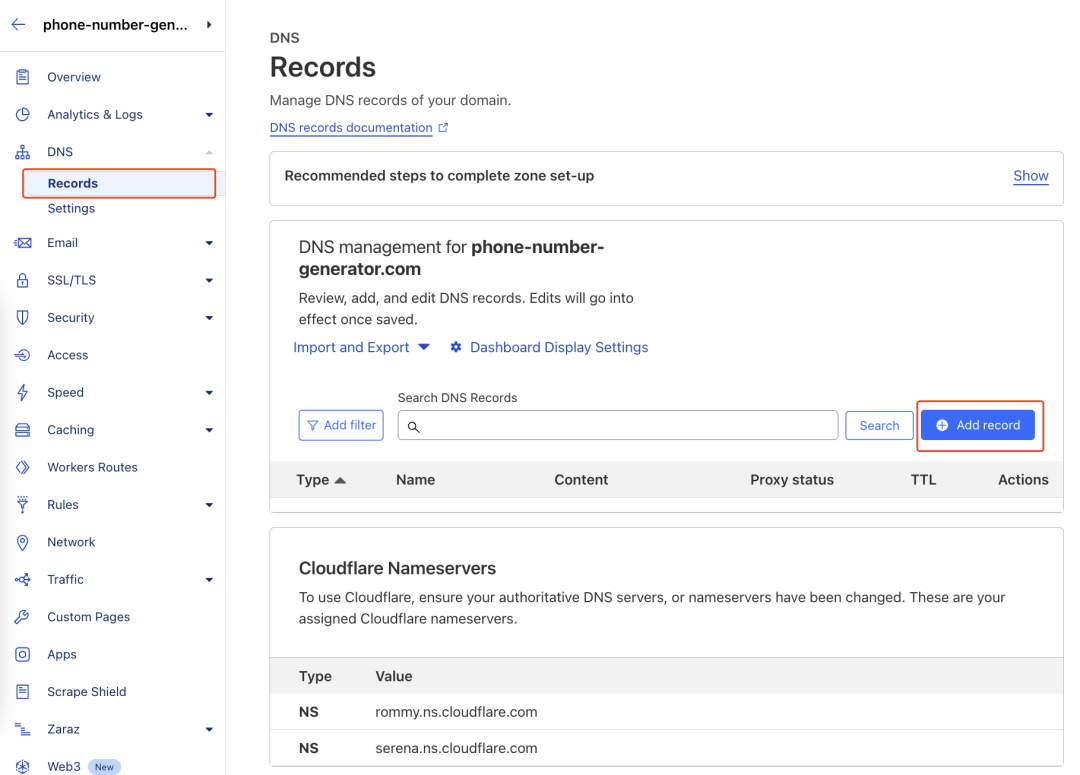 phone-number-gen...
Overview
Analytics & Logs
DNS
Records
Settings
Email
SSL/TLS
Security
Access
Speed
Caching
Workers Routes
Rules
Network
Traffic
Custom Pages
Apps
Scrape Shield
Zaraz
Web3 New
DNS
Records
Manage DNS records of your domain.
DNS records documentation
Recommended steps to complete zone set-up
Show
DNS management for phone-number-
generator.com
Review, add, and edit DNS records. Edits will go into
effect once saved.
Import and Export Dashboard Display Settings
Search DNS Records
Add filter Search Add record
Type Name Content Proxy status TTL Actions
Cloudflare Nameservers
To use Cloudflare, ensure your authoritative DNS servers, or nameservers have been changed. These are your
assigned Cloudflare nameservers.
Type Value
NS rommy.ns.cloudflare.com
NS serena.ns.cloudflare.com